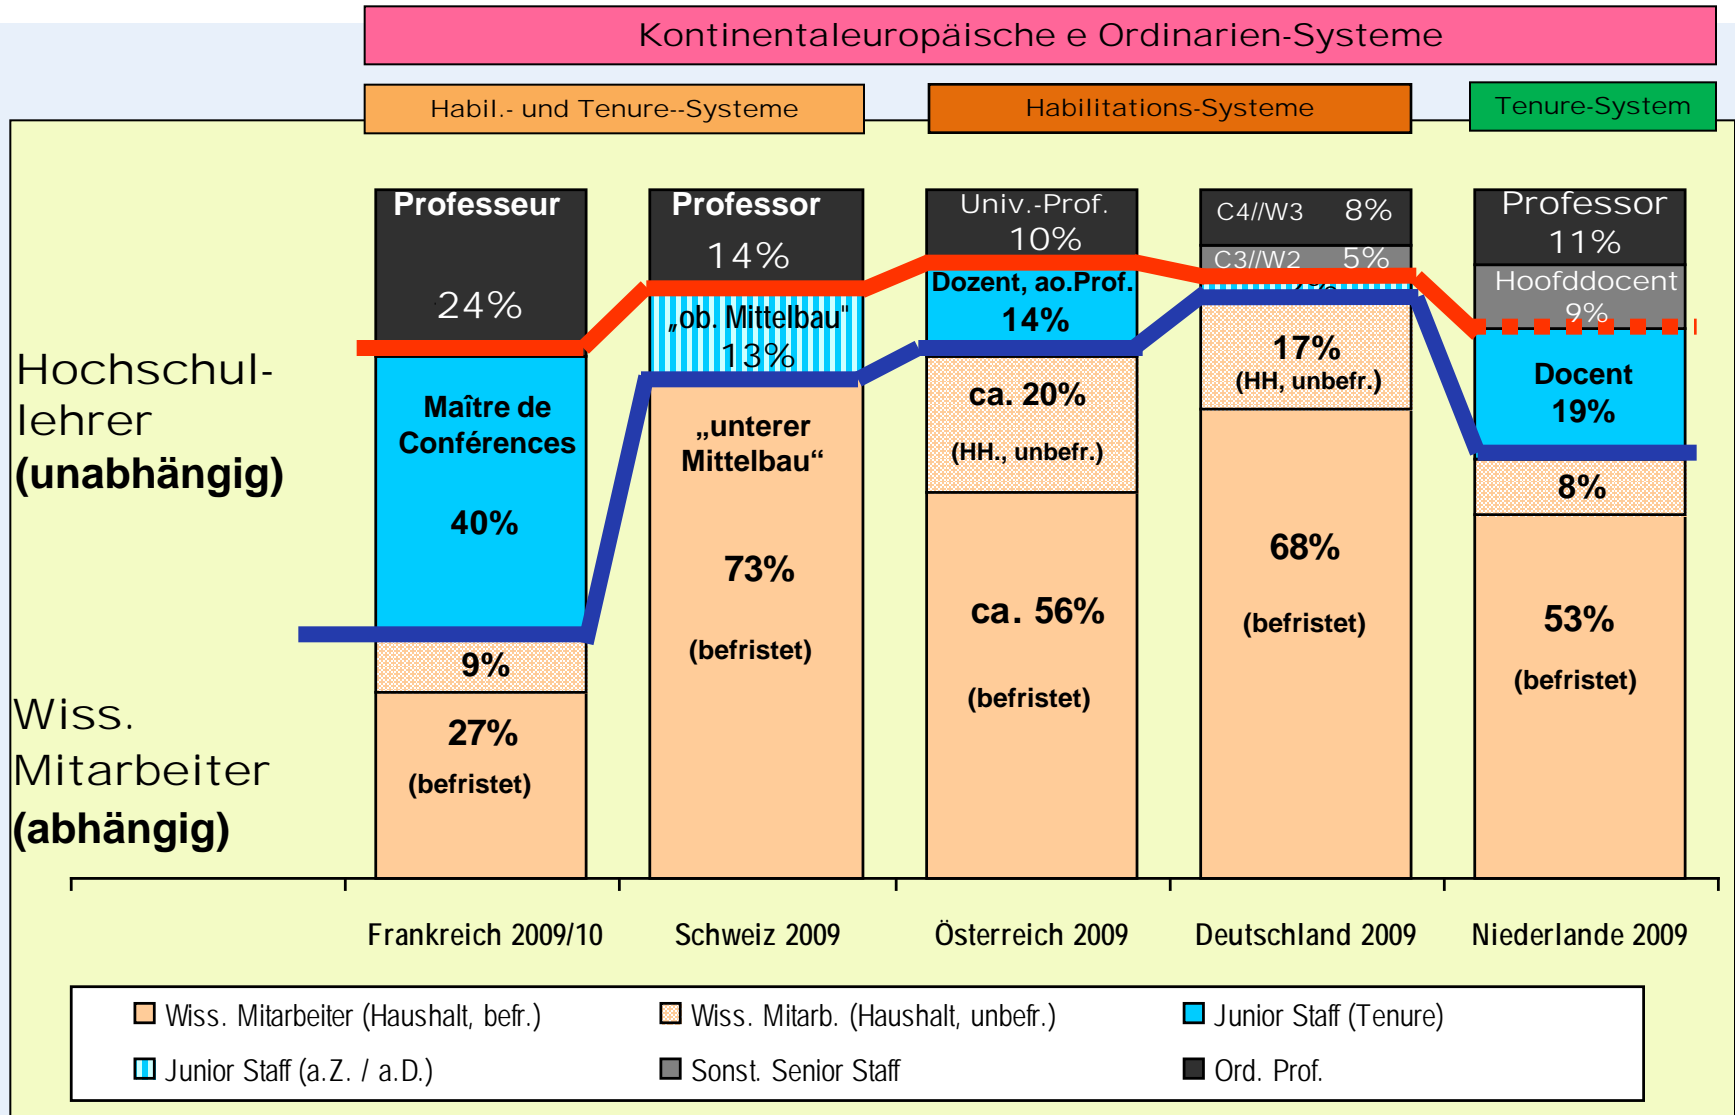 Kontinentaleuropäische e Ordinarien-Systeme
Habil.- und Tenure--Systeme
Habilitations-Systeme
Tenure-System
Hochschul-
lehrer
(unabhängig)
Wiss.
Mitarbeiter
(abhängig)
Professeur
24%
Maître de
Conférences
40%
9%
27%
(befristet)
Professor
14%
„ob. Mittelbau"
13%
„unterer
Mittelbau“
73%
(befristet)
Univ.-Prof.
10%
Dozent, ao.Prof.
14%
ca. 20%
(HH., unbefr.)
ca. 56%
(befristet)
C4//W3 8%
C3//W2 5%
17%
(HH, unbefr.)
68%
(befristet)
Professor
11%
Hoofddocent
9%
Docent
19%
8%
53%
(befristet)
Frankreich 2009/10
Schweiz 2009
Österreich 2009
Deutschland 2009
Niederlande 2009
Wiss. Mitarbeiter (Haushalt, befr.)
Wiss. Mitarb. (Haushalt, unbefr.)
Junior Staff (Tenure)
Junior Staff (a.Z. / a.D.)
Sonst. Senior Staff
Ord. Prof.